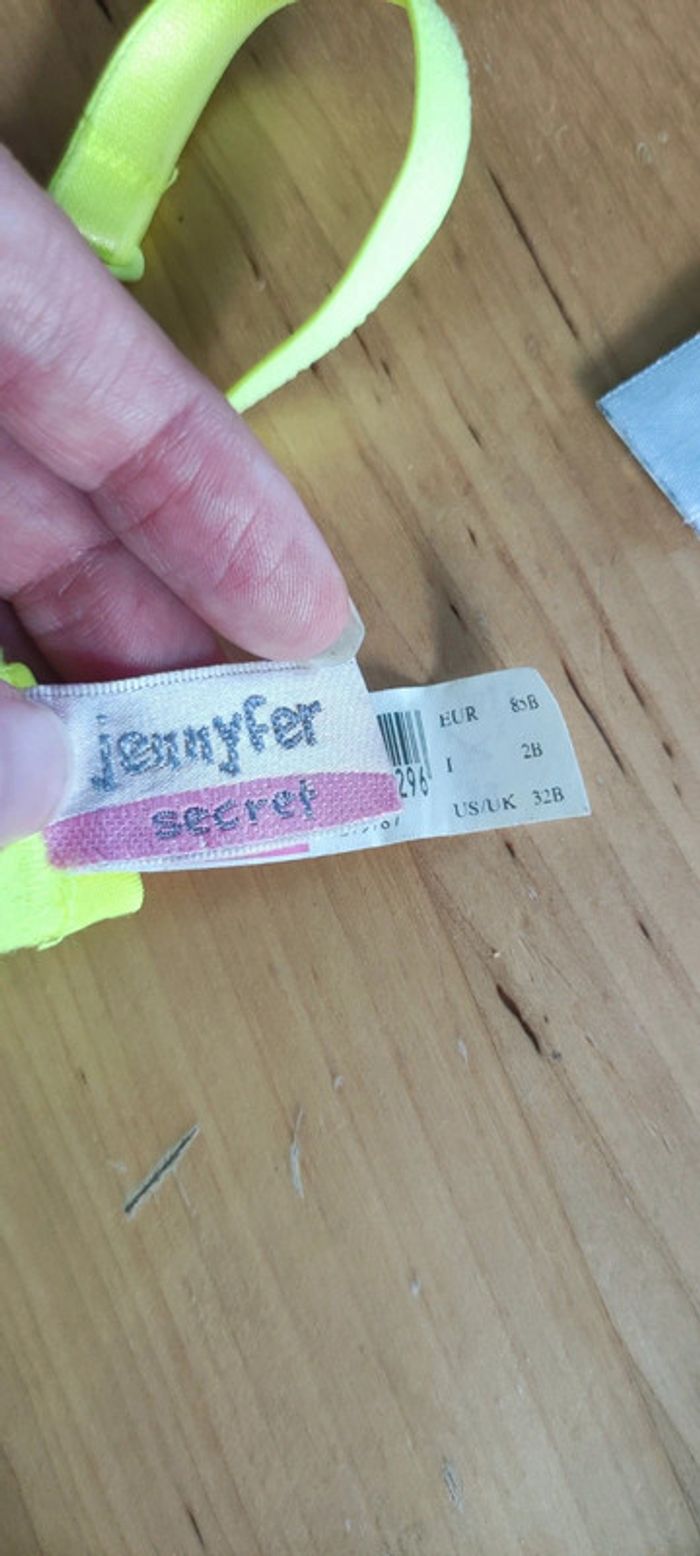 jennyfer
secret
296
EUR 85B
I 2B
US/UK 32B